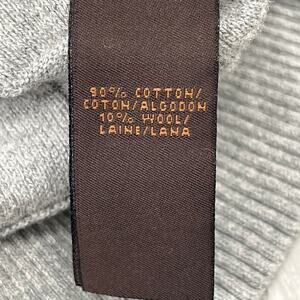 90% COTTON/
COTON/ALGODON
10% WOOL/
LAINE/LANA